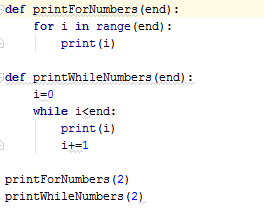 def printForNumbers(end):
    for i in range(end):
        print(i)

def printWhileNumbers(end):
    i=0
    while i<end:
        print(i)
        i+=1

printForNumbers(2)
printWhileNumbers(2)